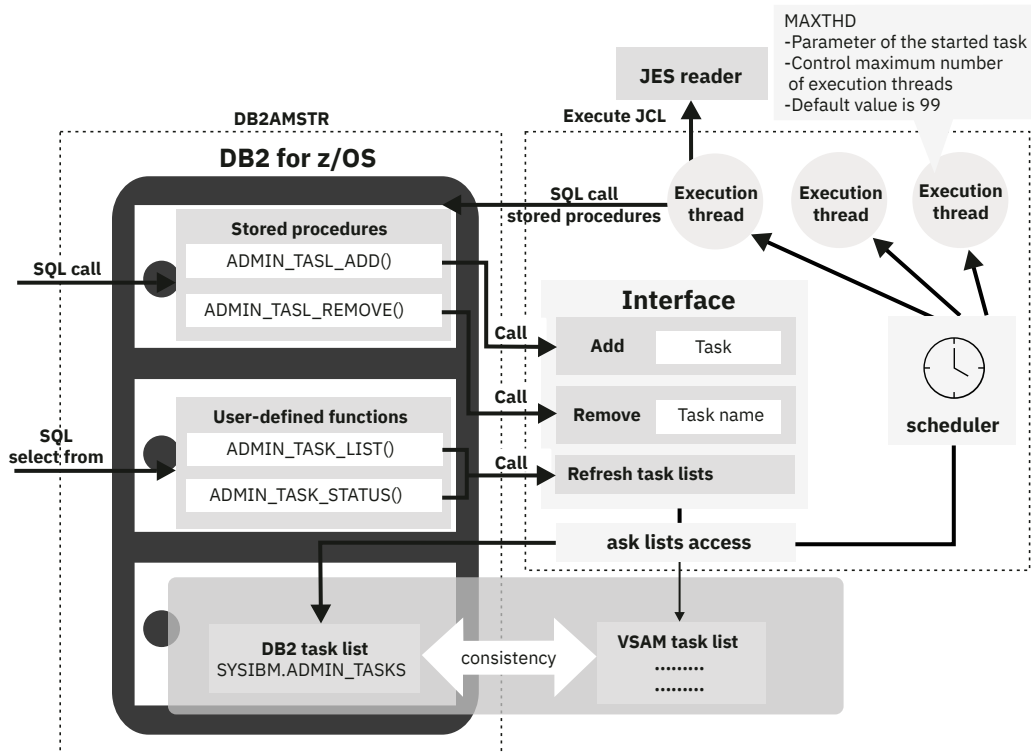 MAXTHD
-Parameter of the started task
-Control maximum number
of execution threads
-Default value is 99
JES reader
DB2AMSTR
Execute JCL
DB2 for z/OS
SQL call
stored procedures
Execution
thread
Execution
thread
Execution
thread
Stored procedures
ADMIN_TASL_ADD()
ADMIN_TASL_REMOVE()
SQL call
Interface
Call
Add
Task
Call
Remove
Task name
scheduler
User-defined functions
ADMIN_TASK_LIST()
ADMIN_TASK_STATUS()
SQL
select from
Call
Refresh task lists
ask lists access
DB2 task list
SYSIBM.ADMIN_TASKS
consistency
VSAM task list
.........
.........